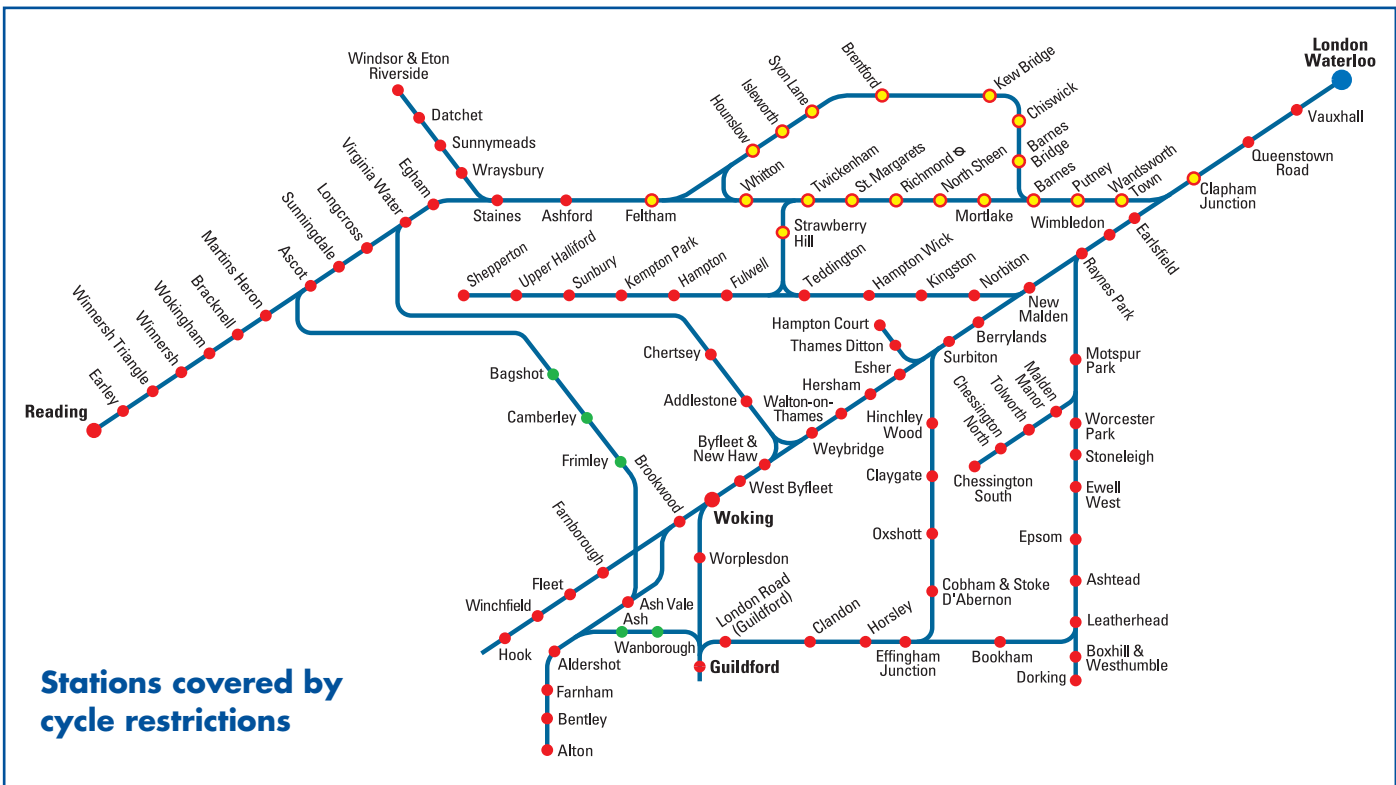 London
Waterloo
Vauxhall
Queenstown
Road
Clapham
Junction
Wandsworth
Town
Putney
Barnes
Barnes
Bridge
Chiswick
Kew Bridge
Brentford
Syon Lane
Isleworth
Hounslow
Whitton
Twickenham
St. Margarets
Richmond
North Sheen
Mortlake
Feltham
Ashford
Staines
Windsor & Eton
Riverside
Datchet
Sunnymeads
Wraysbury
Egham
Virginia Water
Longcross
Sunningdale
Ascot
Martins Heron
Bracknell
Wokingham
Winnersh
Winnersh Triangle
Earley
Reading
Strawberry
Hill
Shepperton
Upper Halliford
Sunbury
Kempton Park
Hampton
Fulwell
Teddington
Hampton Wick
Kingston
Norbiton
New
Malden
Wimbledon
Earlsfield
Raynes Park
Berrylands
Surbiton
Hampton Court
Thames Ditton
Esher
Hersham
Walton-on-
Thames
Weybridge
Byfleet &
New Haw
West Byfleet
Woking
Chertsey
Addlestone
Bagshot
Camberley
Frimley
Brookwood
Farnborough
Fleet
Winchfield
Hook
Worplesdon
Ash Vale
Ash
Wanborough
Aldershot
Farnham
Bentley
Alton
Guildford
London Road
(Guildford)
Clandon
Horsley
Effingham
Junction
Bookham
Hinchley
Wood
Claygate
Oxshott
Cobham & Stoke
D'Abernon
Motspur
Park
Malden
Manor
Tolworth
Chessington
North
Chessington
South
Worcester
Park
Stoneleigh
Ewell
West
Epsom
Ashtead
Leatherhead
Boxhill &
Westhumble
Dorking
Stations covered by
cycle restrictions